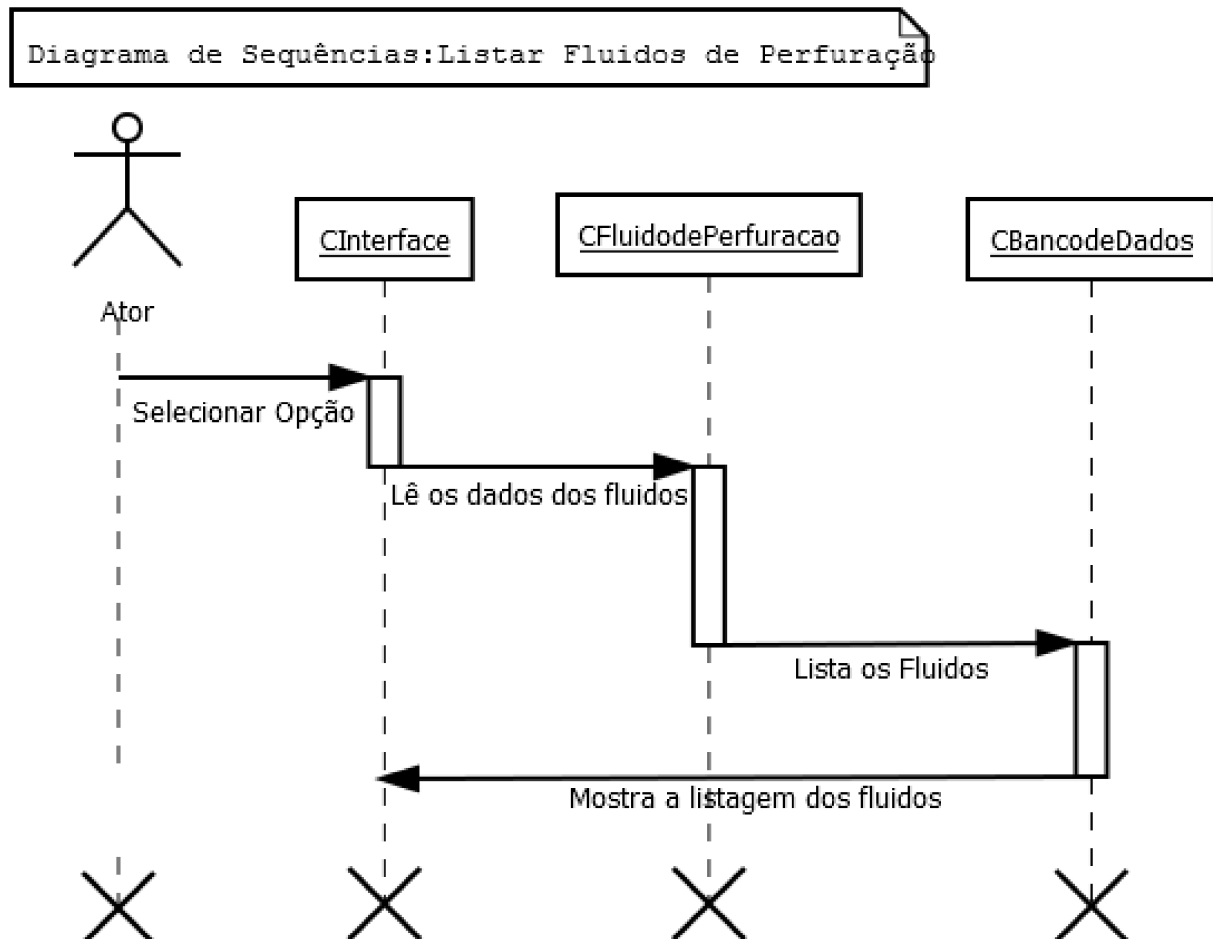 Diagrama de Sequências:Listar Fluidos de Perfuração
Ator
CInterface
CFluidodePerfuracao
CBancodeDados
Selecionar Opção
Lê os dados dos fluidos
Lista os Fluidos
Mostra a listagem dos fluidos